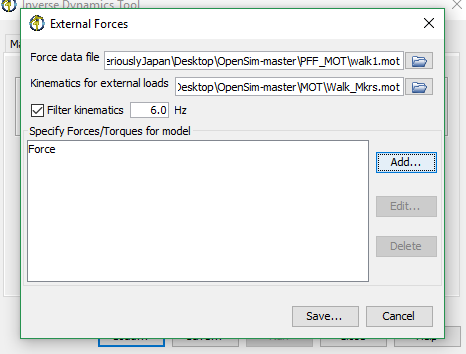 Inverse Dynamics Tool
External Forces
Force data file
eriouslyJapan\Desktop\OpenSim-master\PFF_MOT\walk1.mot
Kinematics for external loads
Desktop\OpenSim-master\MOT\Walk_Mkrs.mot
Filter kinematics 6.0 Hz
Specify Forces/Torques for model
Force
Add...
Edit...
Delete
Save... Cancel